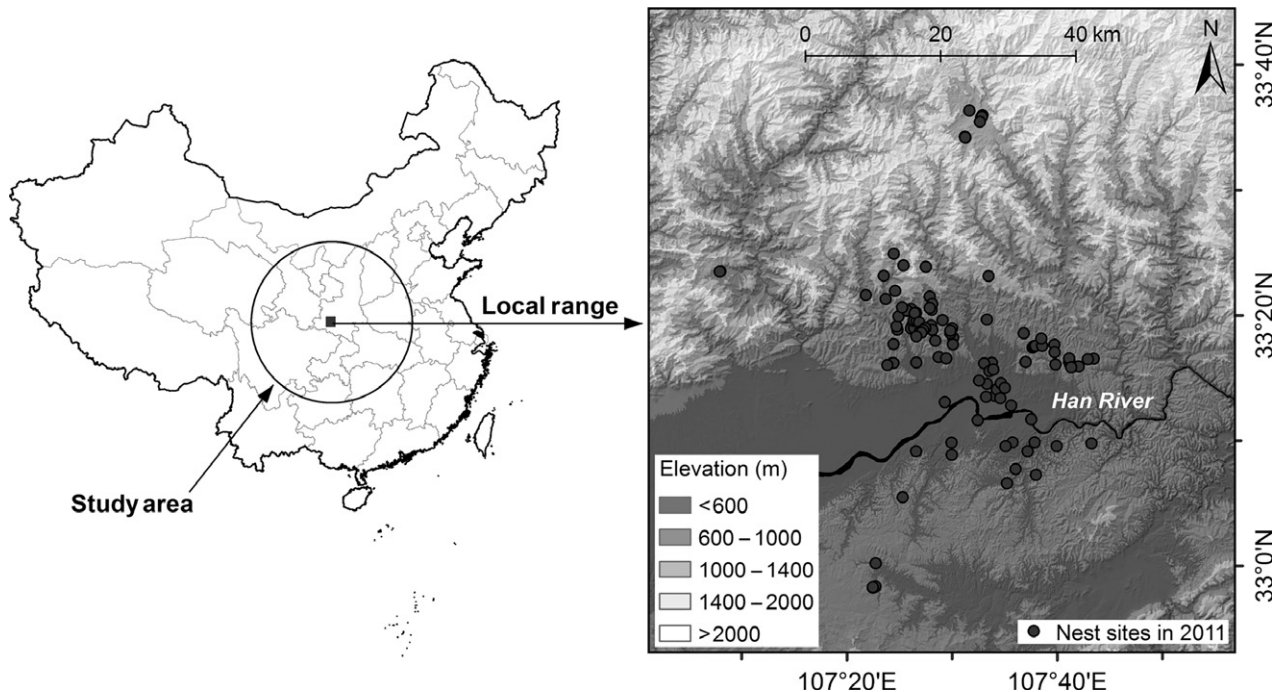 Local range
Study area
0 20 40 km
N
Han River
Elevation (m)
<600
600 – 1000
1000 – 1400
1400 – 2000
>2000
Nest sites in 2011
33°40'N
33°20'N
33°0'N
107°20'E 107°40'E